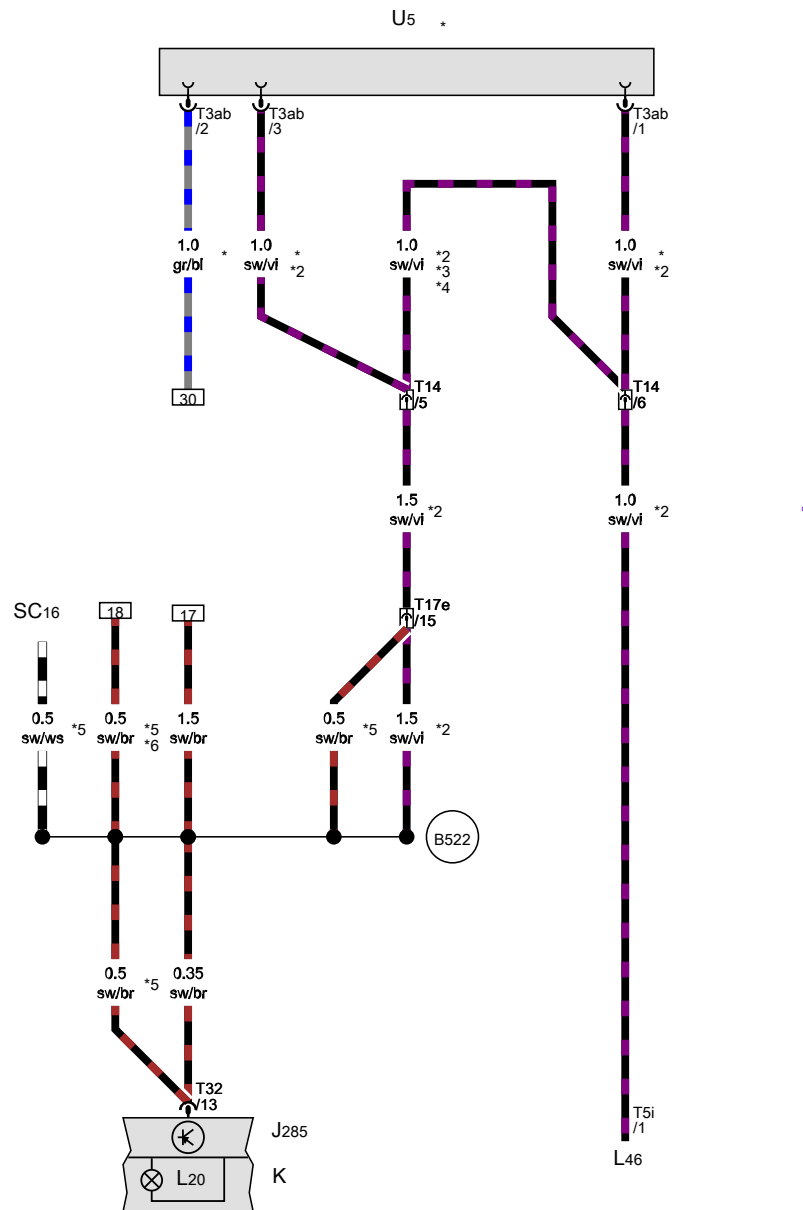 U5 *
T3ab
/2
T3ab
/3
T3ab
/1
1.0
gr/bl *
1.0
sw/vi *
*2
1.0
sw/vi *2
*3
*4
1.0
sw/vi *
*2
30
T14
/5
T14
/6
1.5
sw/vi *2
1.0
sw/vi *2
SC16
18
17
T17e
/15
0.5
sw/ws *5
0.5
sw/br *5
*6
1.5
sw/br
0.5
sw/br *5
1.5
sw/vi *2
B522
0.5
sw/br *5
0.35
sw/br
T32
/13
J285
L20
K
T5i
/1
L46